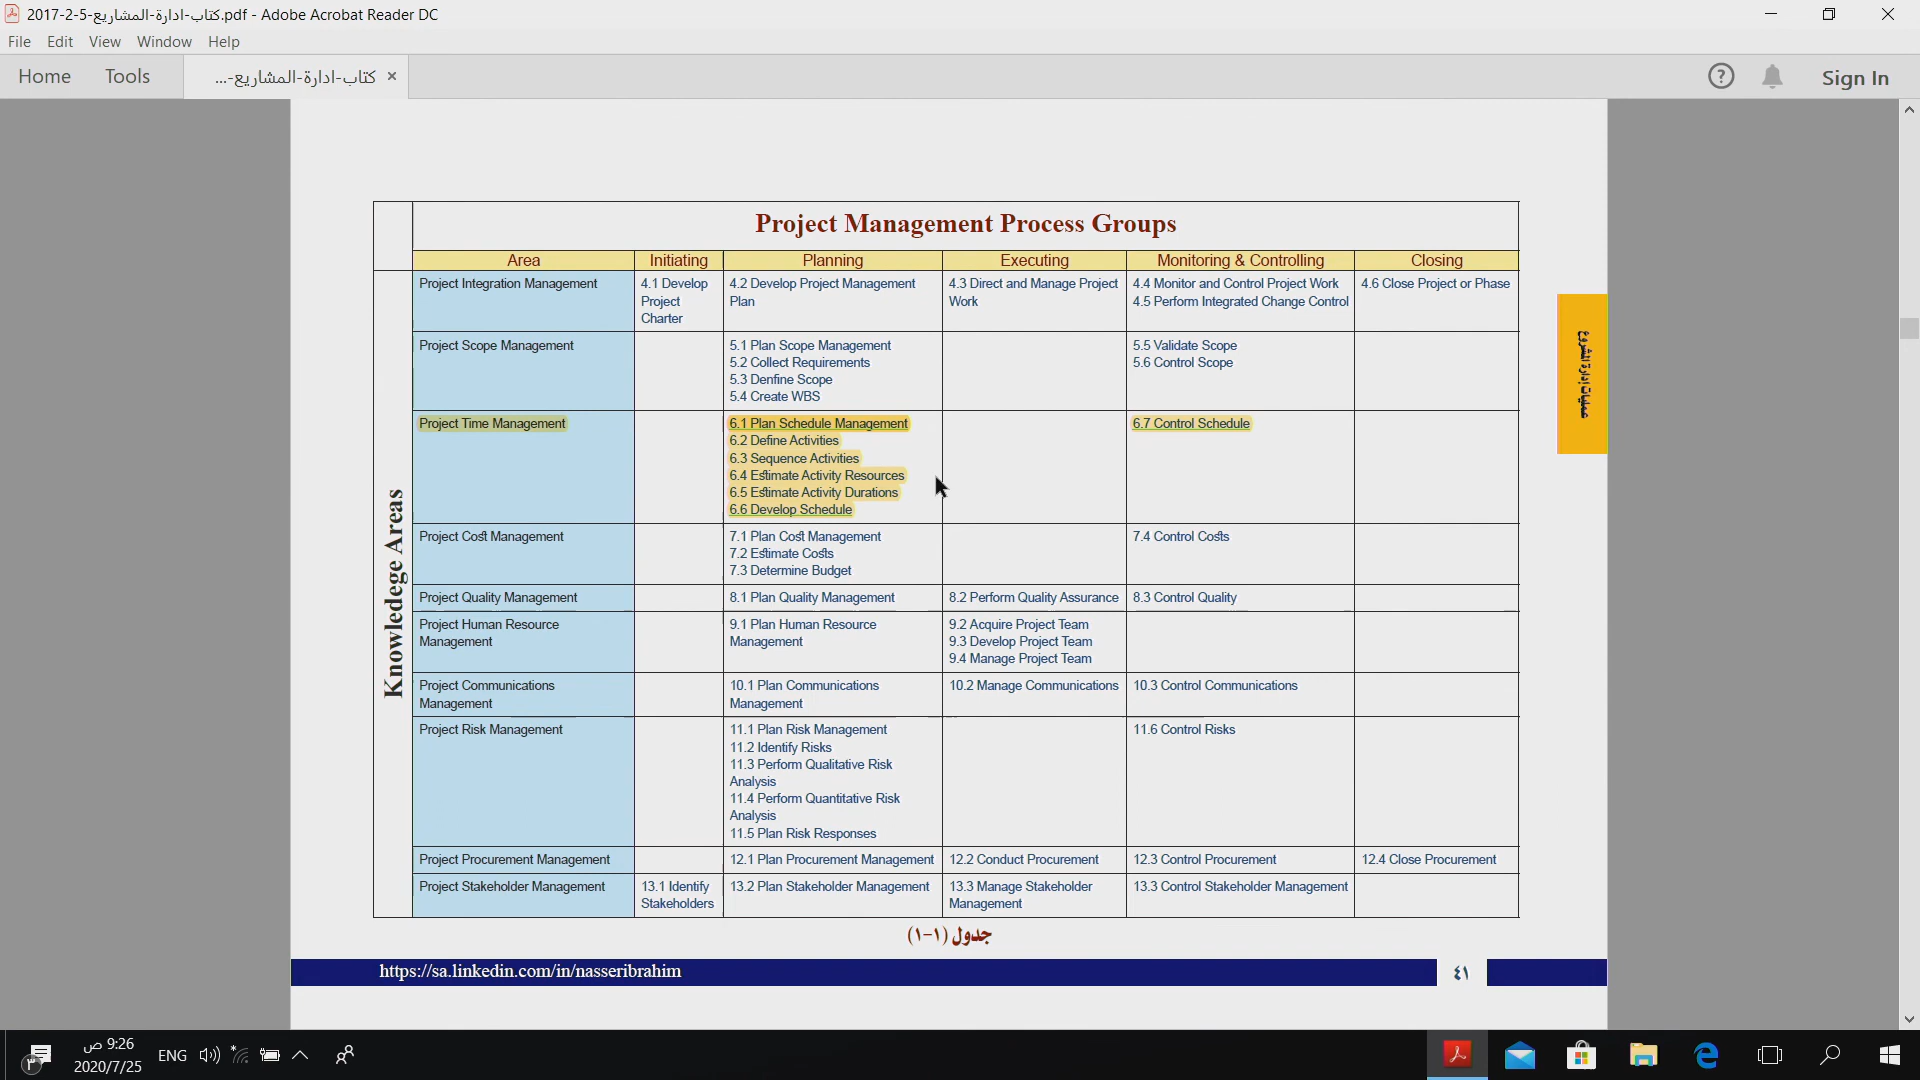 2017-2-5-كتاب-ادارة-المشاريع.pdf - Adobe Acrobat Reader DC
File Edit View Window Help
Home Tools كتاب-ادارة-المشاريع-... × Sign In
Project Management Process Groups
Area Initiating Planning Executing Monitoring & Controlling Closing
Knowledege Areas
Project Integration Management
4.1 Develop
Project
Charter
4.2 Develop Project Management
Plan
4.3 Direct and Manage Project
Work
4.4 Monitor and Control Project Work
4.5 Perform Integrated Change Control
4.6 Close Project or Phase
Project Scope Management
5.1 Plan Scope Management
5.2 Collect Requirements
5.3 Denfine Scope
5.4 Create WBS
5.5 Validate Scope
5.6 Control Scope
Project Time Management
6.1 Plan Schedule Management
6.2 Define Activities
6.3 Sequence Activities
6.4 Estimate Activity Resources
6.5 Estimate Activity Durations
6.6 Develop Schedule
6.7 Control Schedule
Project Cost Management
7.1 Plan Cost Management
7.2 Estimate Costs
7.3 Determine Budget
7.4 Control Costs
Project Quality Management
8.1 Plan Quality Management
8.2 Perform Quality Assurance
8.3 Control Quality
Project Human Resource
Management
9.1 Plan Human Resource
Management
9.2 Acquire Project Team
9.3 Develop Project Team
9.4 Manage Project Team
Project Communications
Management
10.1 Plan Communications
Management
10.2 Manage Communications
10.3 Control Communications
Project Risk Management
11.1 Plan Risk Management
11.2 Identify Risks
11.3 Perform Qualitative Risk
Analysis
11.4 Perform Quantitative Risk
Analysis
11.5 Plan Risk Responses
11.6 Control Risks
Project Procurement Management
12.1 Plan Procurement Management
12.2 Conduct Procurement
12.3 Control Procurement
12.4 Close Procurement
Project Stakeholder Management
13.1 Identify
Stakeholders
13.2 Plan Stakeholder Management
13.3 Manage Stakeholder
Management
13.3 Control Stakeholder Management
عمليات إدارة المشروع
جدول (١-١)
https://sa.linkedin.com/in/nasseribrahim
٤١
٣
9:26 ص
2020/7/25
ENG